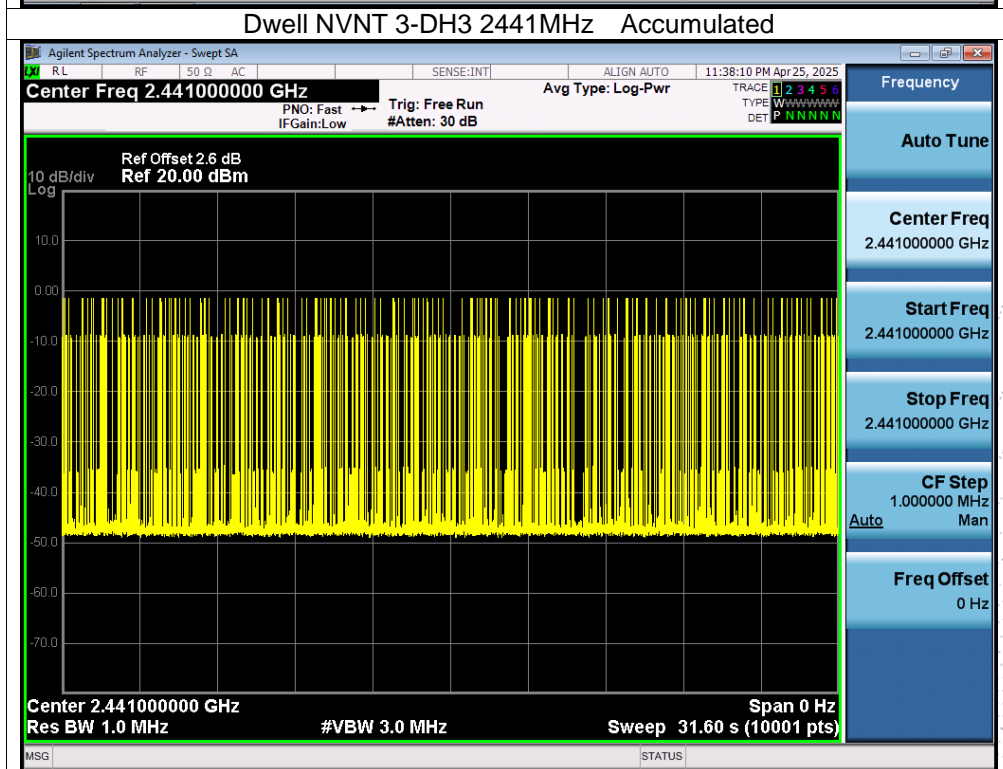 Dwell NVNT 3-DH3 2441MHz Accumulated
Agilent Spectrum Analyzer - Swept SA
LXI RL RF 50 Ω AC SENSE:INT ALIGN AUTO 11:38:10 PM Apr 25, 2025
Center Freq 2.441000000 GHz
PNO: Fast
IFGain:Low
Trig: Free Run
#Atten: 30 dB
Avg Type: Log-Pwr
TRACE 1 2 3 4 5 6
TYPE WWWWWW
DET P N N N N N
Ref Offset 2.6 dB
10 dB/div Ref 20.00 dBm
Log
10.0
0.00
-10.0
-20.0
-30.0
-40.0
-50.0
-60.0
-70.0
Center 2.441000000 GHz Span 0 Hz
Res BW 1.0 MHz #VBW 3.0 MHz Sweep 31.60 s (10001 pts)
MSG STATUS
Frequency
Auto Tune
Center Freq
2.441000000 GHz
Start Freq
2.441000000 GHz
Stop Freq
2.441000000 GHz
CF Step
1.000000 MHz
Auto Man
Freq Offset
0 Hz